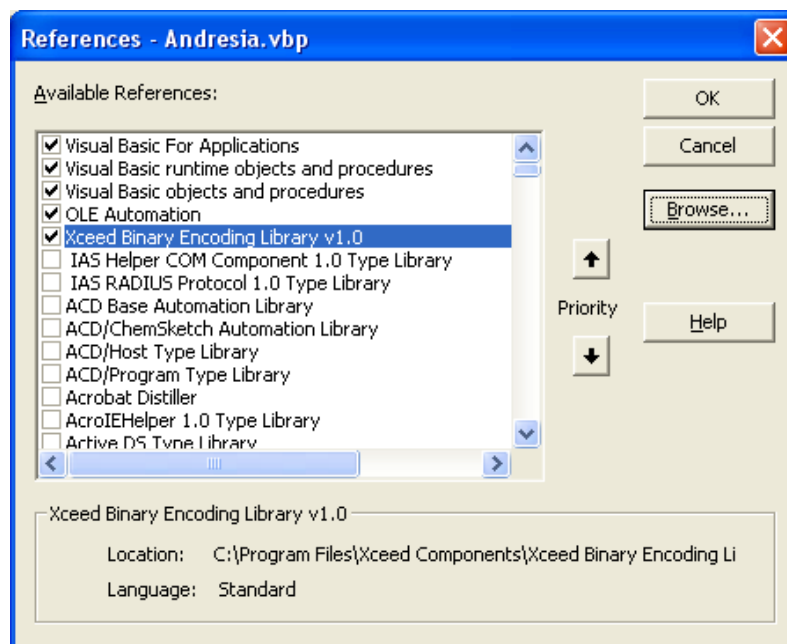 References - Andresia.vbp
Available References:
OK
Cancel
Browse...
Help
Visual Basic For Applications
Visual Basic runtime objects and procedures
Visual Basic objects and procedures
OLE Automation
Xceed Binary Encoding Library v1.0
IAS Helper COM Component 1.0 Type Library
IAS RADIUS Protocol 1.0 Type Library
ACD Base Automation Library
ACD/ChemSketch Automation Library
ACD/Host Type Library
ACD/Program Type Library
Acrobat Distiller
AcroIEHelper 1.0 Type Library
Active DS Type Library
Priority
Xceed Binary Encoding Library v1.0
Location: C:\Program Files\Xceed Components\Xceed Binary Encoding Li
Language: Standard